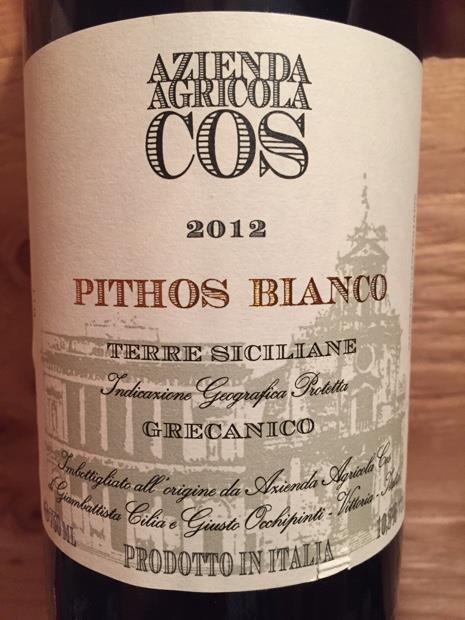 AZIENDA
AGRICOLA
COS
2012
PITHOS BIANCO
TERRE SICILIANE
Indicazione Geografica Protetta
GRECANICO
Imbottigliato all'origine da Azienda Agricola Cos
di Giambattista Cilia e Giusto Occhipinti - Vittoria -
ML
PRODOTTO IN ITALIA